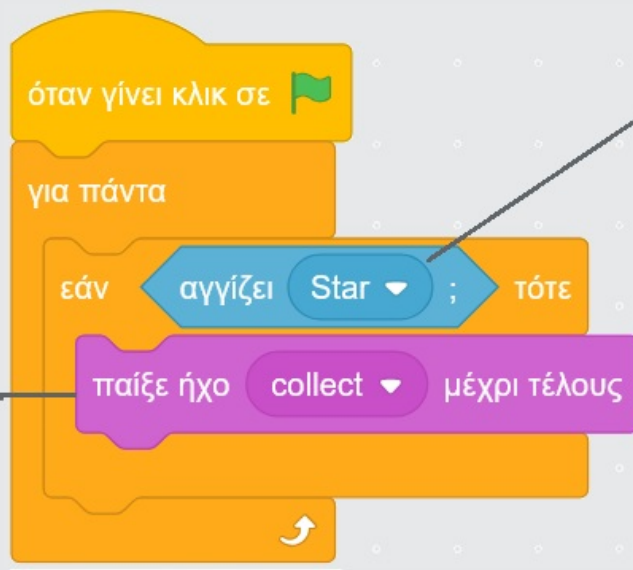 όταν γίνει κλικ σε
για πάντα
εάν αγγίζει Star ; τότε
παίξε ήχο collect μέχρι τέλους